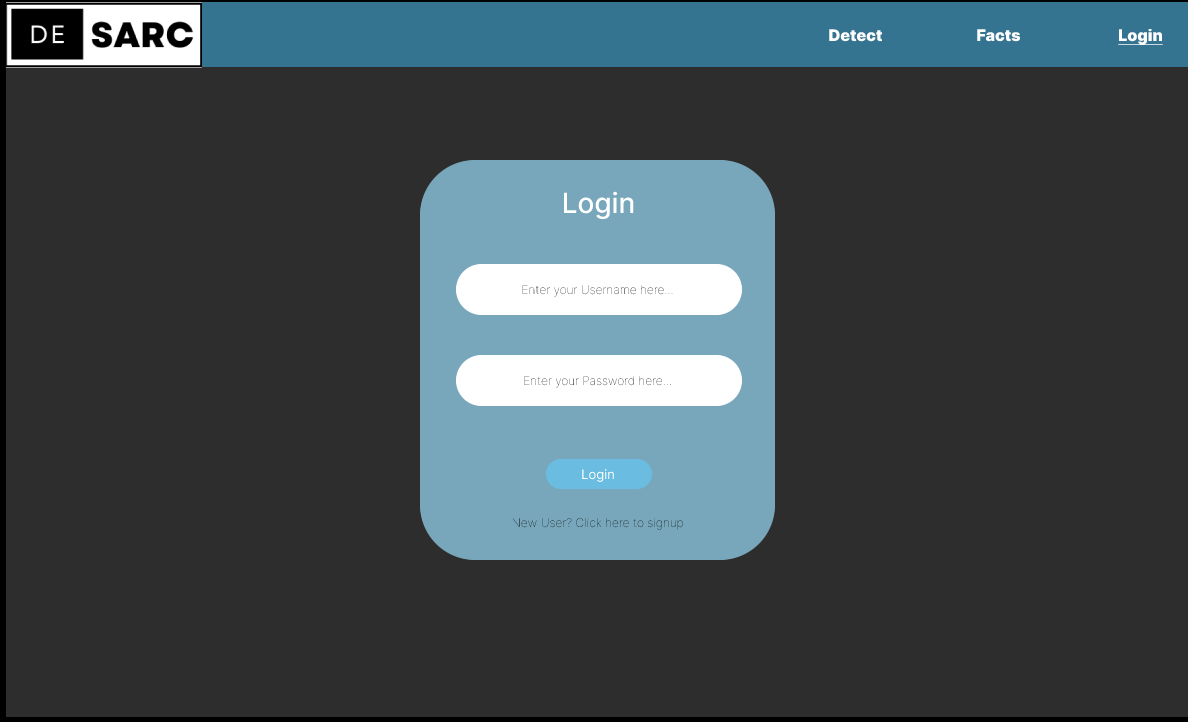 DE SARC
Detect
Facts
Login
Login
Enter your Username here...
Enter your Password here...
Login
New User? Click here to signup